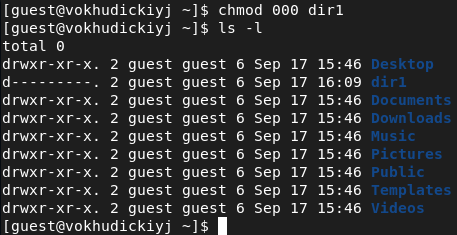 [guest@vokhudickiyj ~]$ chmod 000 dir1
[guest@vokhudickiyj ~]$ ls -l
total 0
drwxr-xr-x. 2 guest guest 6 Sep 17 15:46 Desktop
d---------. 2 guest guest 6 Sep 17 16:09 dir1
drwxr-xr-x. 2 guest guest 6 Sep 17 15:46 Documents
drwxr-xr-x. 2 guest guest 6 Sep 17 15:46 Downloads
drwxr-xr-x. 2 guest guest 6 Sep 17 15:46 Music
drwxr-xr-x. 2 guest guest 6 Sep 17 15:46 Pictures
drwxr-xr-x. 2 guest guest 6 Sep 17 15:46 Public
drwxr-xr-x. 2 guest guest 6 Sep 17 15:46 Templates
drwxr-xr-x. 2 guest guest 6 Sep 17 15:46 Videos
[guest@vokhudickiyj ~]$